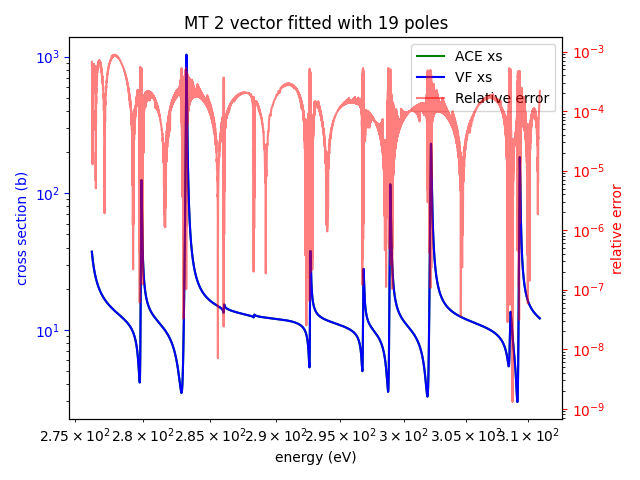 MT 2 vector fitted with 19 poles
ACE xs
VF xs
Relative error
cross section (b)
10³
10²
10¹
relative error
10⁻³
10⁻⁴
10⁻⁵
10⁻⁶
10⁻⁷
10⁻⁸
10⁻⁹
2.75 × 10² 2.8 × 10² 2.85 × 10² 2.9 × 10² 2.95 × 10² 3 × 10² 3.05 × 10² 3.1 × 10²
energy (eV)